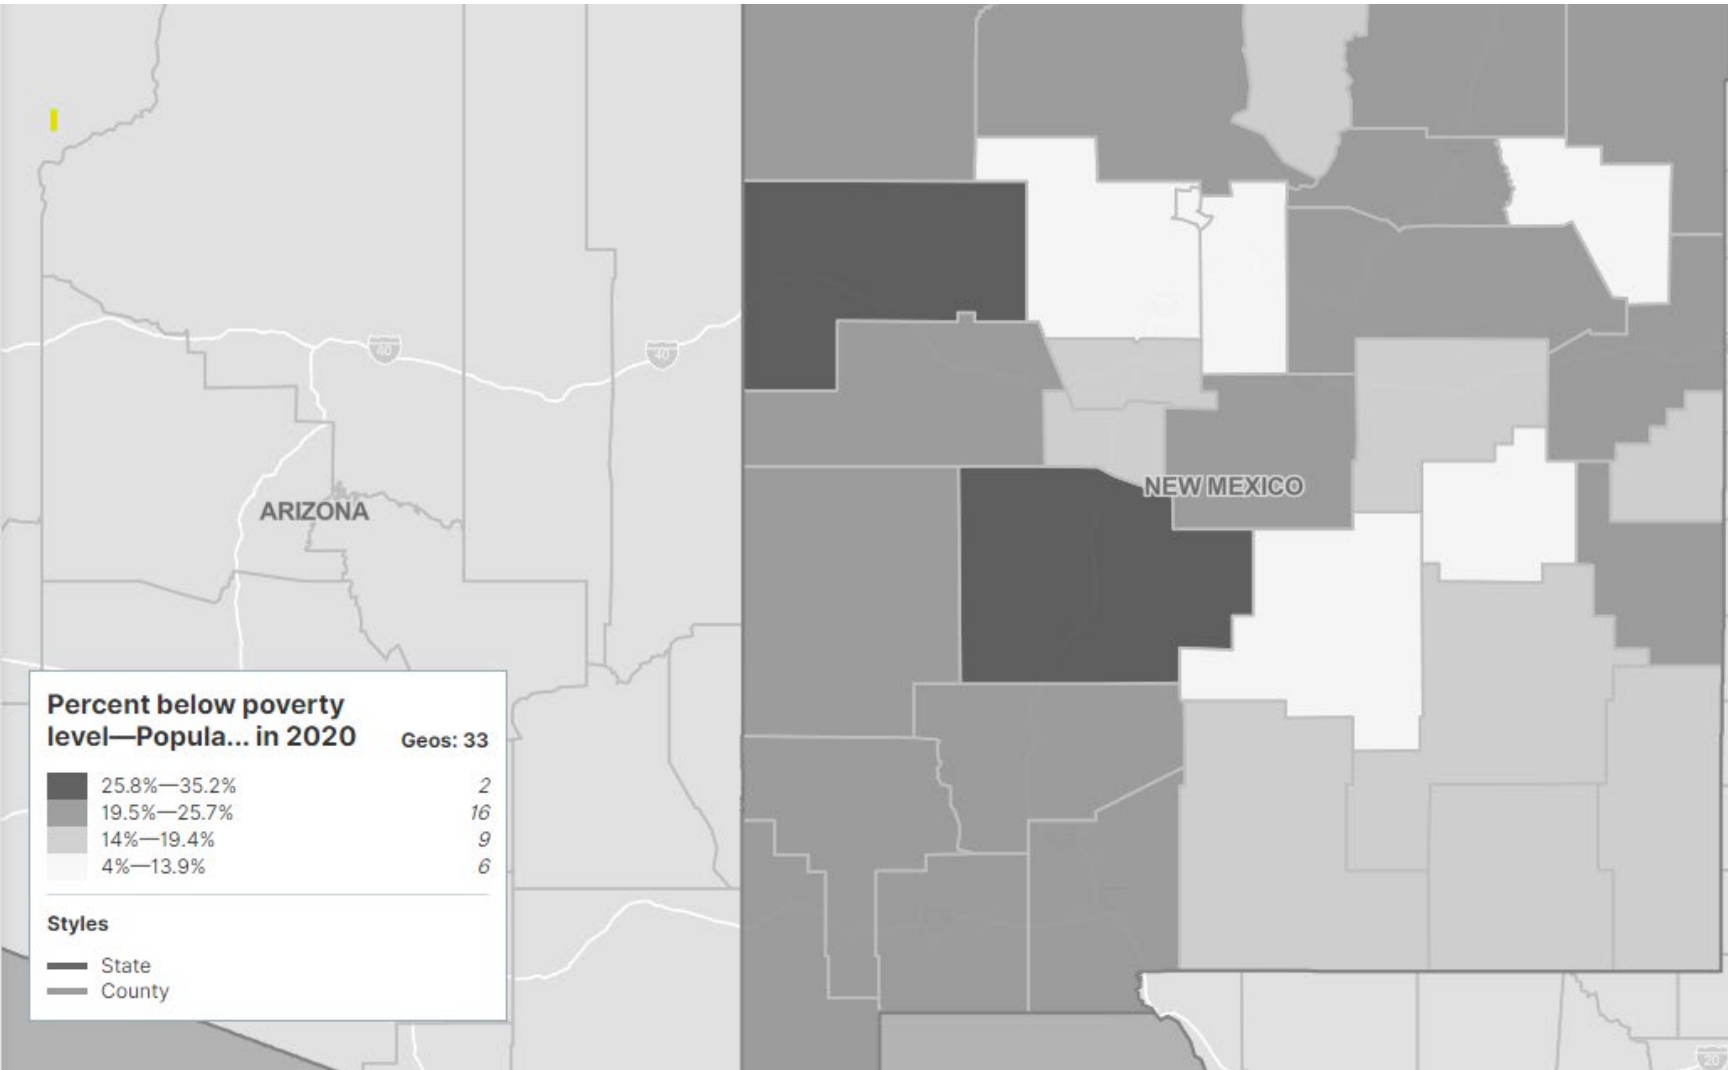 40
40
ARIZONA
NEW MEXICO
Percent below poverty
level—Popula... in 2020 Geos: 33
25.8%—35.2% 2
19.5%—25.7% 16
14%—19.4% 9
4%—13.9% 6
Styles
State
County
20